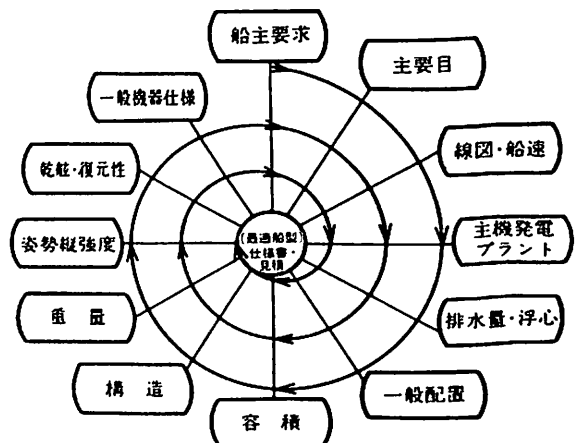 船主要求
主要目
線図・船速
主機発電
プラント
排水量・浮心
一般配置
容積
構造
重量
姿勢縦強度
乾舷・復元性
一般機器仕様
(最適船型)
仕様書・
見積